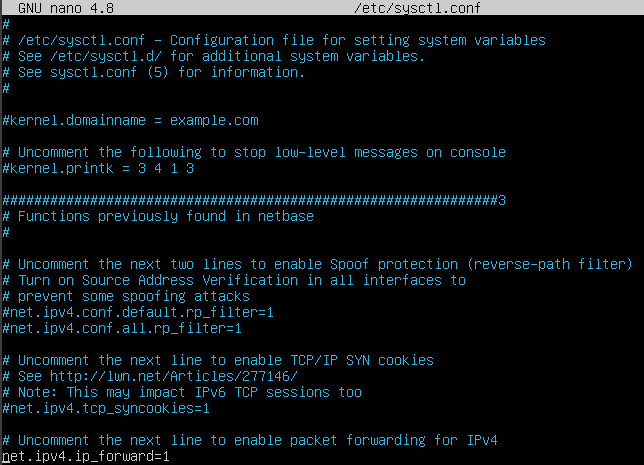 GNU nano 4.8 /etc/sysctl.conf
#
# /etc/sysctl.conf - Configuration file for setting system variables
# See /etc/sysctl.d/ for additional system variables.
# See sysctl.conf (5) for information.
#
#kernel.domainname = example.com
# Uncomment the following to stop low-level messages on console
#kernel.printk = 3 4 1 3
##############################################################3
# Functions previously found in netbase
#
# Uncomment the next two lines to enable Spoof protection (reverse-path filter)
# Turn on Source Address Verification in all interfaces to
# prevent some spoofing attacks
#net.ipv4.conf.default.rp_filter=1
#net.ipv4.conf.all.rp_filter=1
# Uncomment the next line to enable TCP/IP SYN cookies
# See http://lwn.net/Articles/277146/
# Note: This may impact IPv6 TCP sessions too
#net.ipv4.tcp_syncookies=1
# Uncomment the next line to enable packet forwarding for IPv4
net.ipv4.ip_forward=1